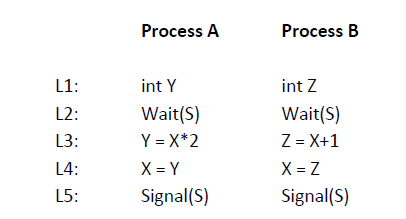 Process A Process B
L1: int Y int Z
L2: Wait(S) Wait(S)
L3: Y = X*2 Z = X+1
L4: X = Y X = Z
L5: Signal(S) Signal(S)